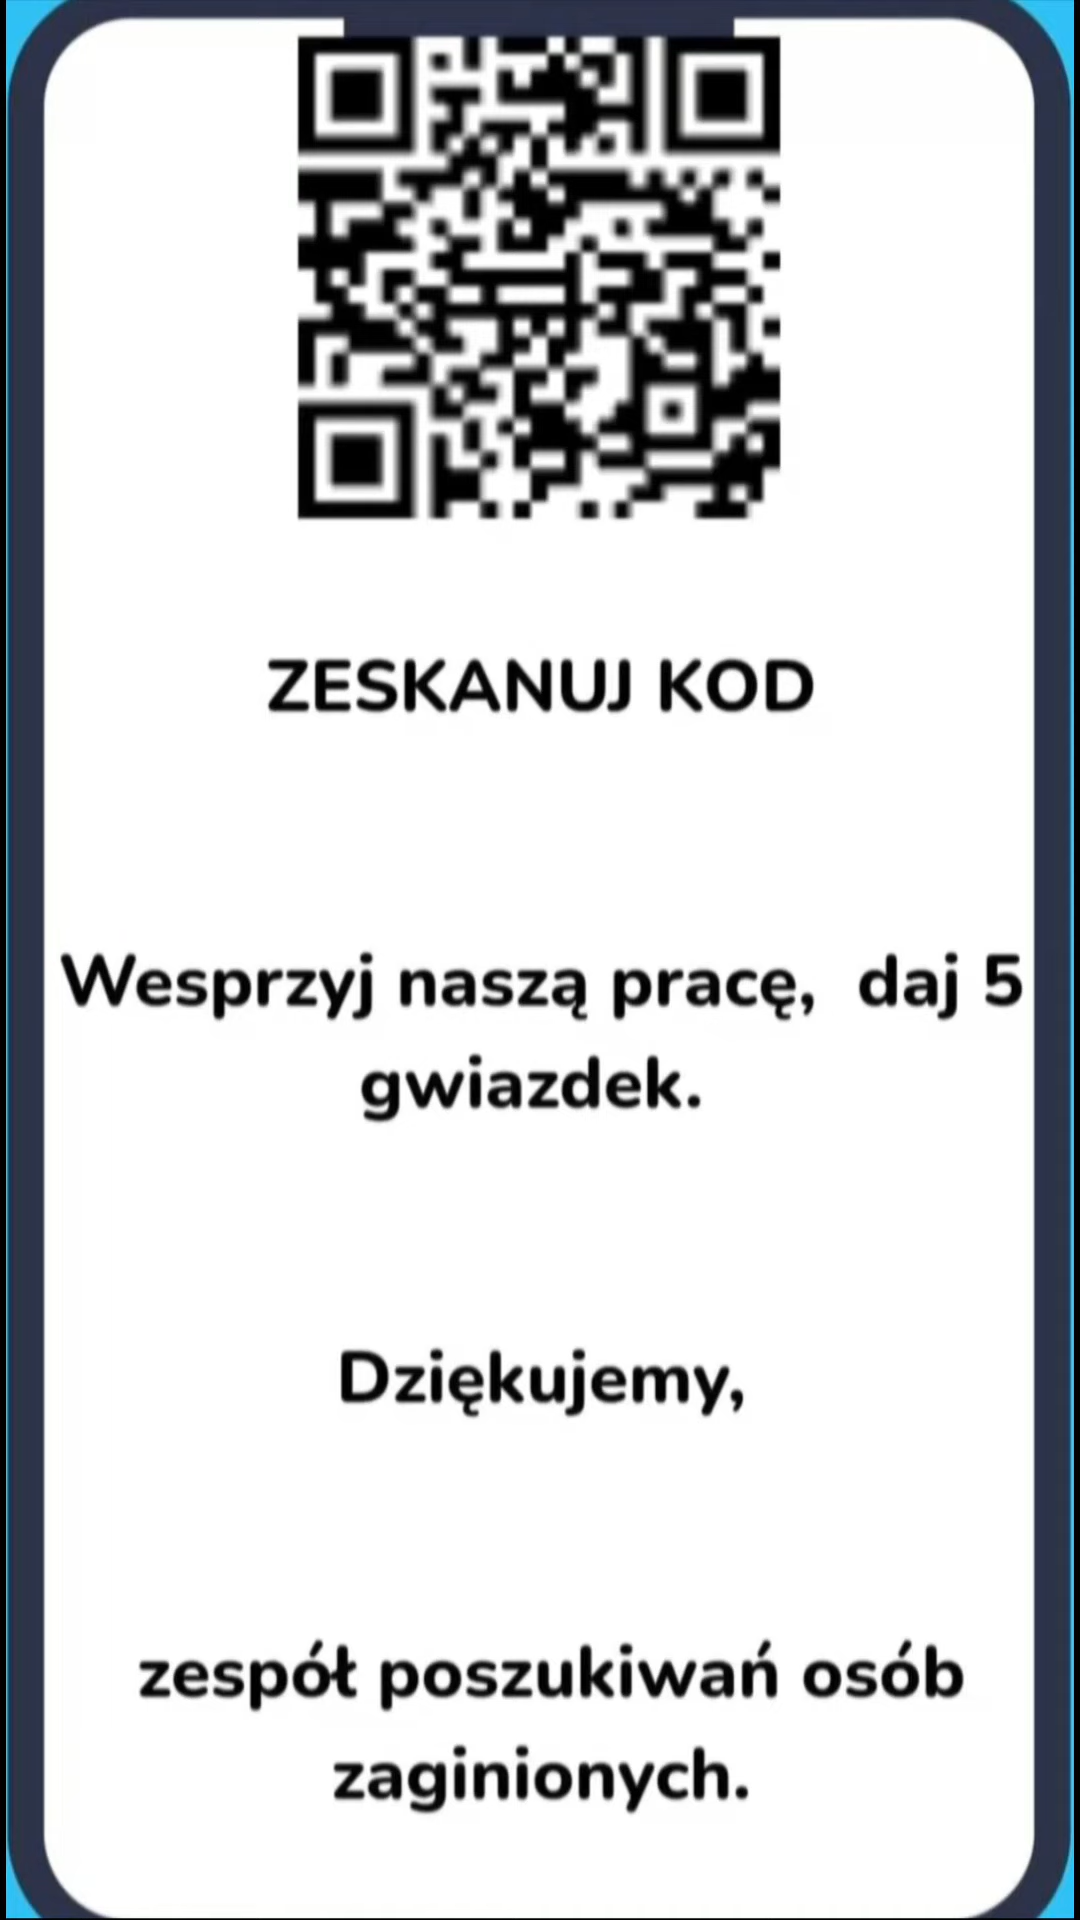 ZESKANUJ KOD
Wesprzyj naszą pracę, daj 5
gwiazdek.
Dziękujemy,
zespół poszukiwań osób
zaginionych.